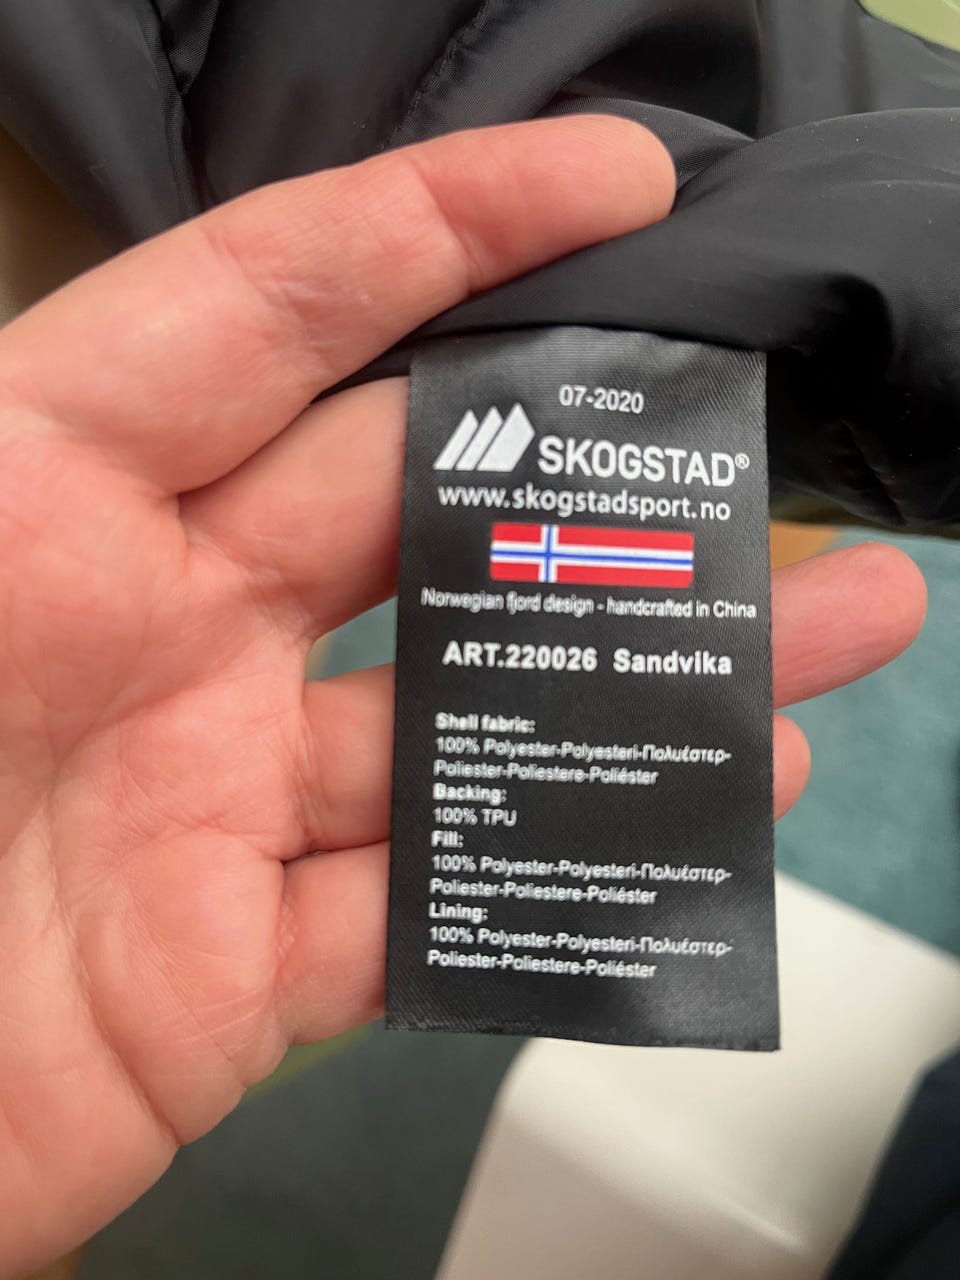 07-2020
SKOGSTAD®
www.skogstadsport.no
Norwegian fjord design - handcrafted in China
ART.220026 Sandvika
Shell fabric:
100% Polyester-Polyesteri-Πολυέστερ-
Poliester-Poliestere-Poliéster
Backing:
100% TPU
Fill:
100% Polyester-Polyesteri-Πολυέστερ-
Poliester-Poliestere-Poliéster
Lining:
100% Polyester-Polyesteri-Πολυέστερ-
Poliester-Poliestere-Poliéster